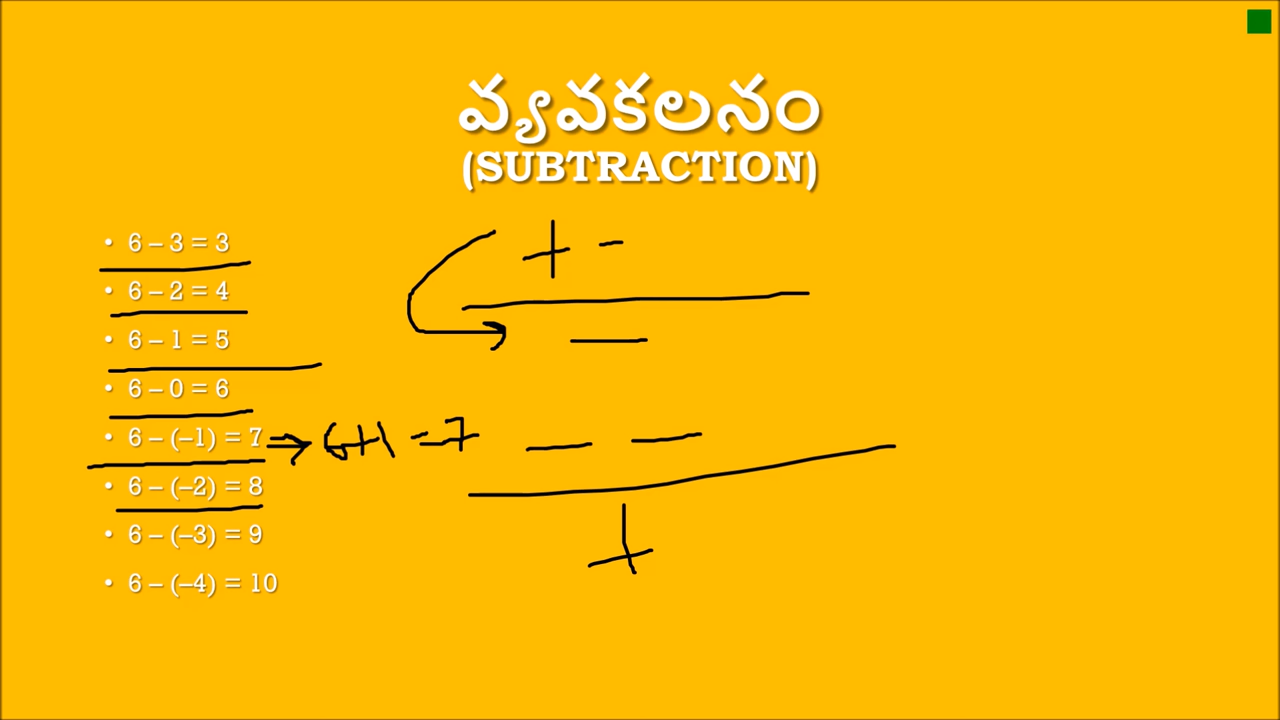 వ్యవకలనం
(SUBTRACTION)
• 6 – 3 = 3
• 6 – 2 = 4
• 6 – 1 = 5
• 6 – 0 = 6
• 6 – (–1) = 7 ⇒ 6+1 = 7
• 6 – (–2) = 8
• 6 – (–3) = 9
• 6 – (–4) = 10
+ -
—
— —
+